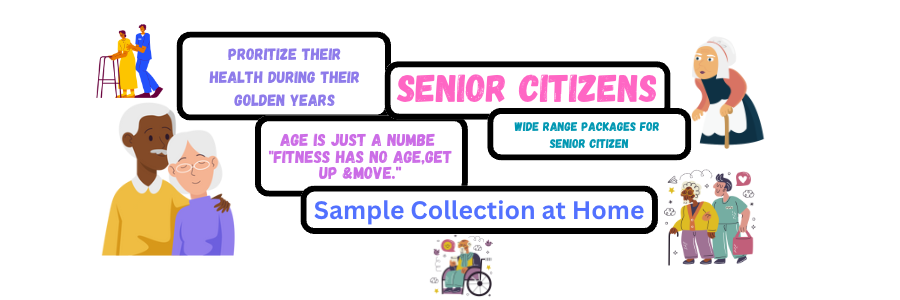 PRORITIZE THEIR
HEALTH DURING THEIR
GOLDEN YEARS
SENIOR CITIZENS
WIDE RANGE PACKAGES FOR
SENIOR CITIZEN
AGE IS JUST A NUMBE
"FITNESS HAS NO AGE,GET
UP &MOVE."
Sample Collection at Home